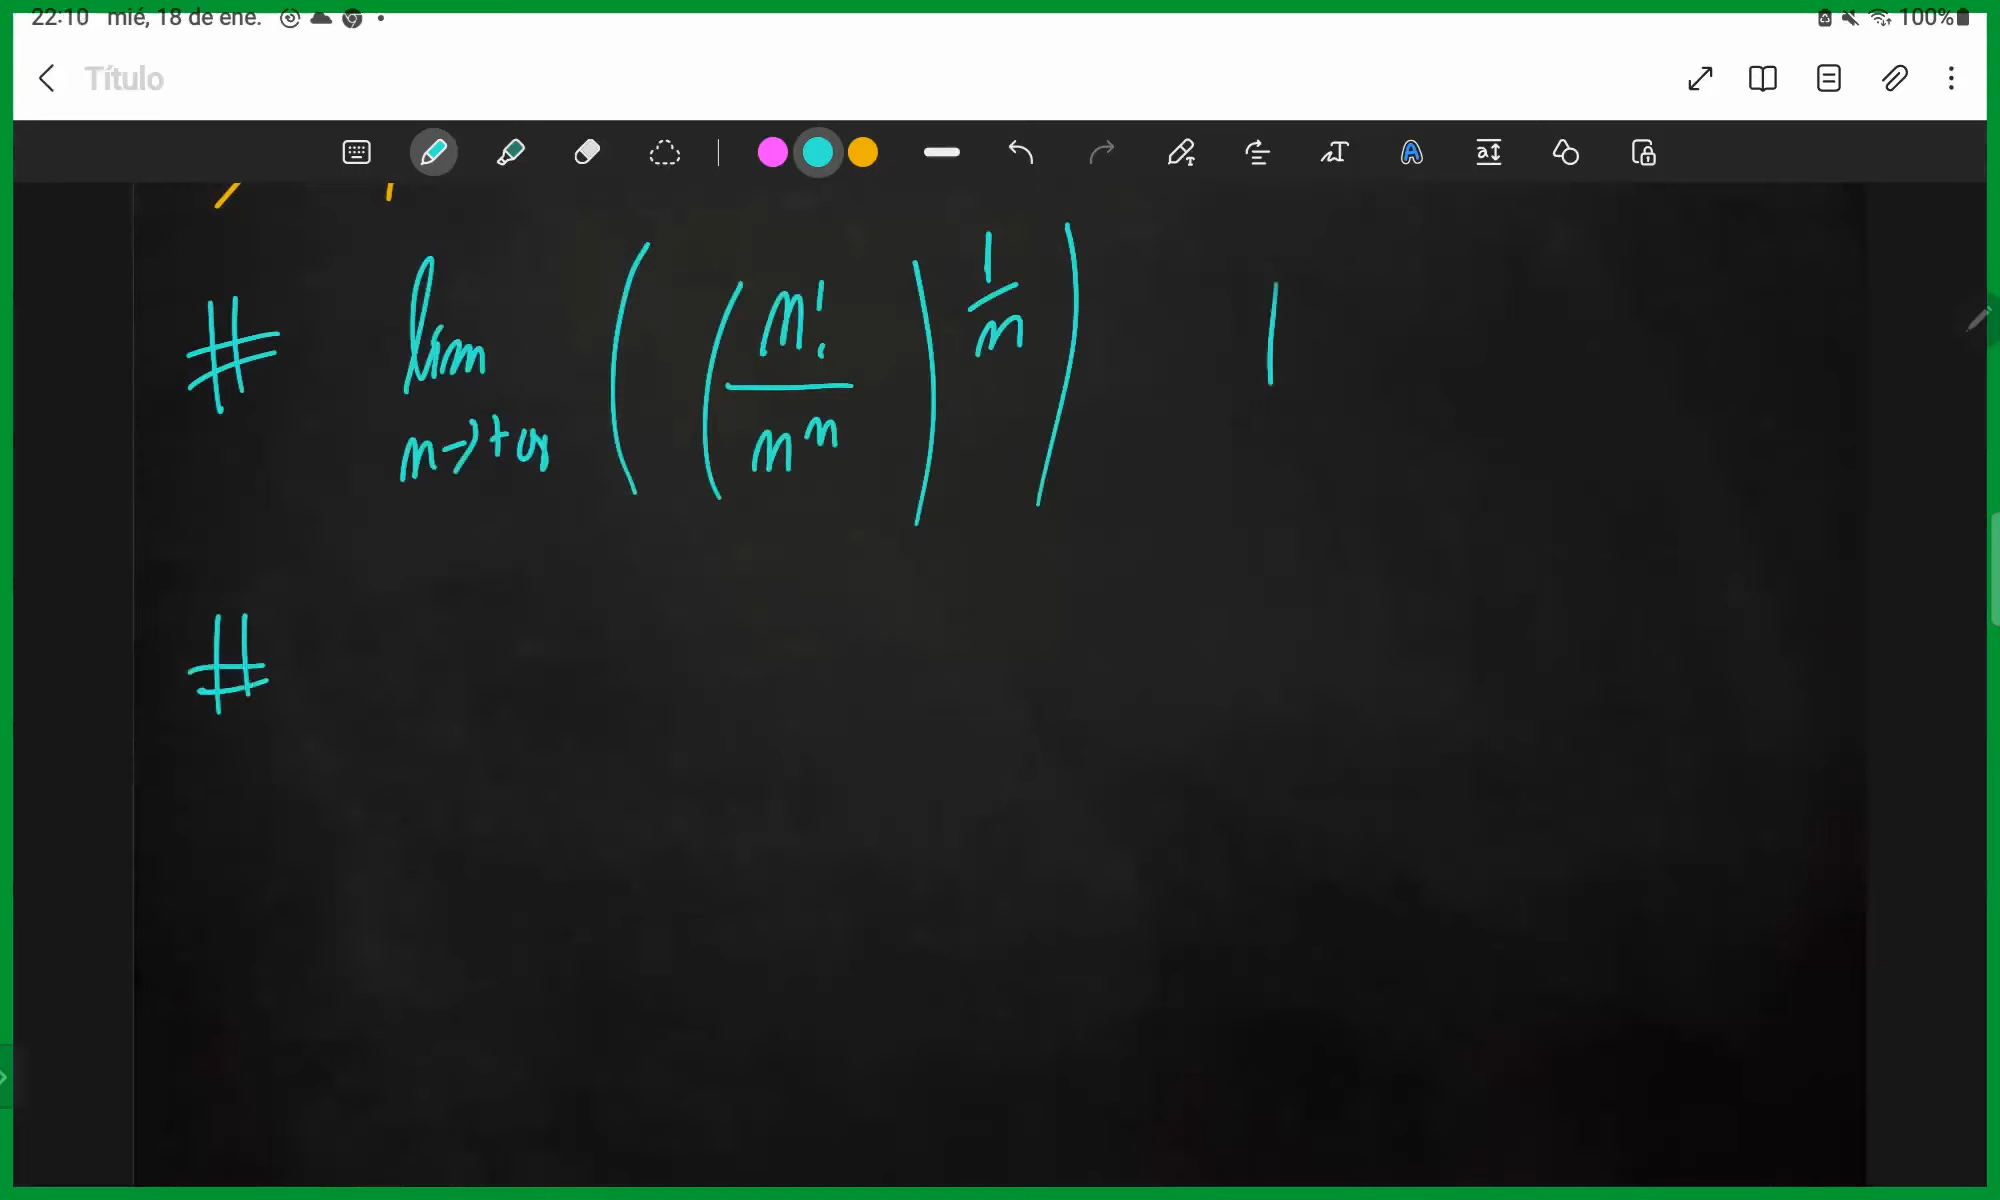 22:10 mié, 18 de ene. 100%
Título
# lim n→+∞ ( ( n! / n^n )^(1/n) ) |
#